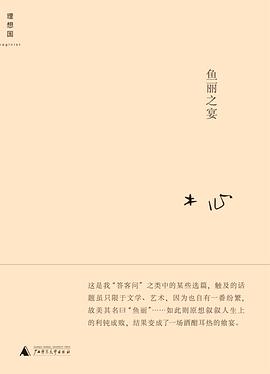 理想国
imaginist
鱼丽之宴
木心
这是我“答客问”之类中的某些选篇，触及的话
题虽只限于文学、艺术，因为也自有一番纷繁，
故美其名曰“鱼丽”……如此则原想叙叙人生上
的利钝成败，结果变成了一场酒酣耳热的飨宴。
广西师范大学出版社